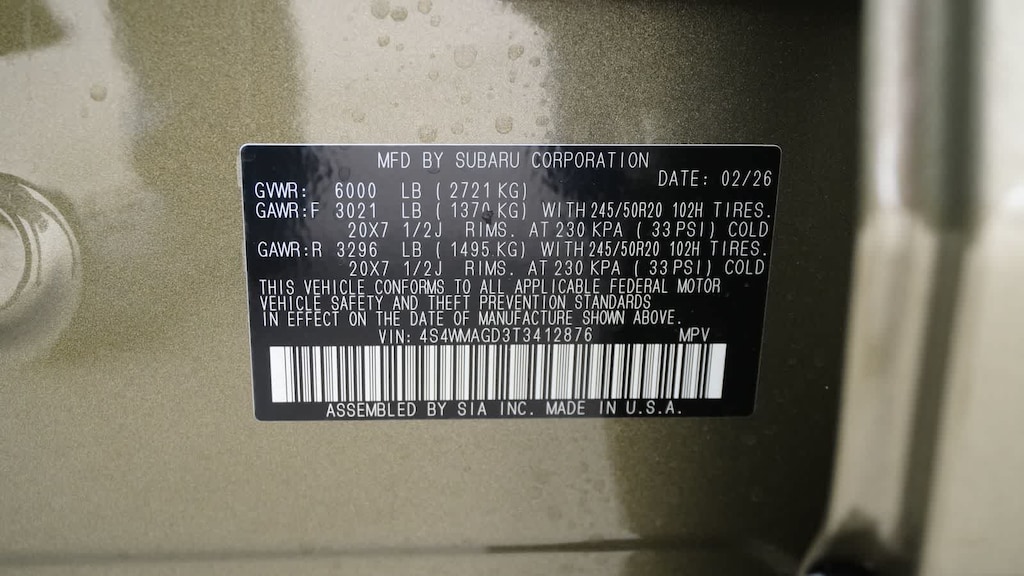 MFD BY SUBARU CORPORATION
DATE: 02/26
GVWR: 6000 LB ( 2721 KG)
GAWR:F 3021 LB ( 1370 KG) WITH 245/50R20 102H TIRES.
20X7 1/2J RIMS. AT 230 KPA ( 33 PSI) COLD
GAWR:R 3296 LB ( 1495 KG) WITH 245/50R20 102H TIRES.
20X7 1/2J RIMS. AT 230 KPA ( 33 PSI) COLD
THIS VEHICLE CONFORMS TO ALL APPLICABLE FEDERAL MOTOR
VEHICLE SAFETY AND THEFT PREVENTION STANDARDS
IN EFFECT ON THE DATE OF MANUFACTURE SHOWN ABOVE.
VIN: 4S4WMAGD3T3412876 MPV
ASSEMBLED BY SIA INC. MADE IN U.S.A.